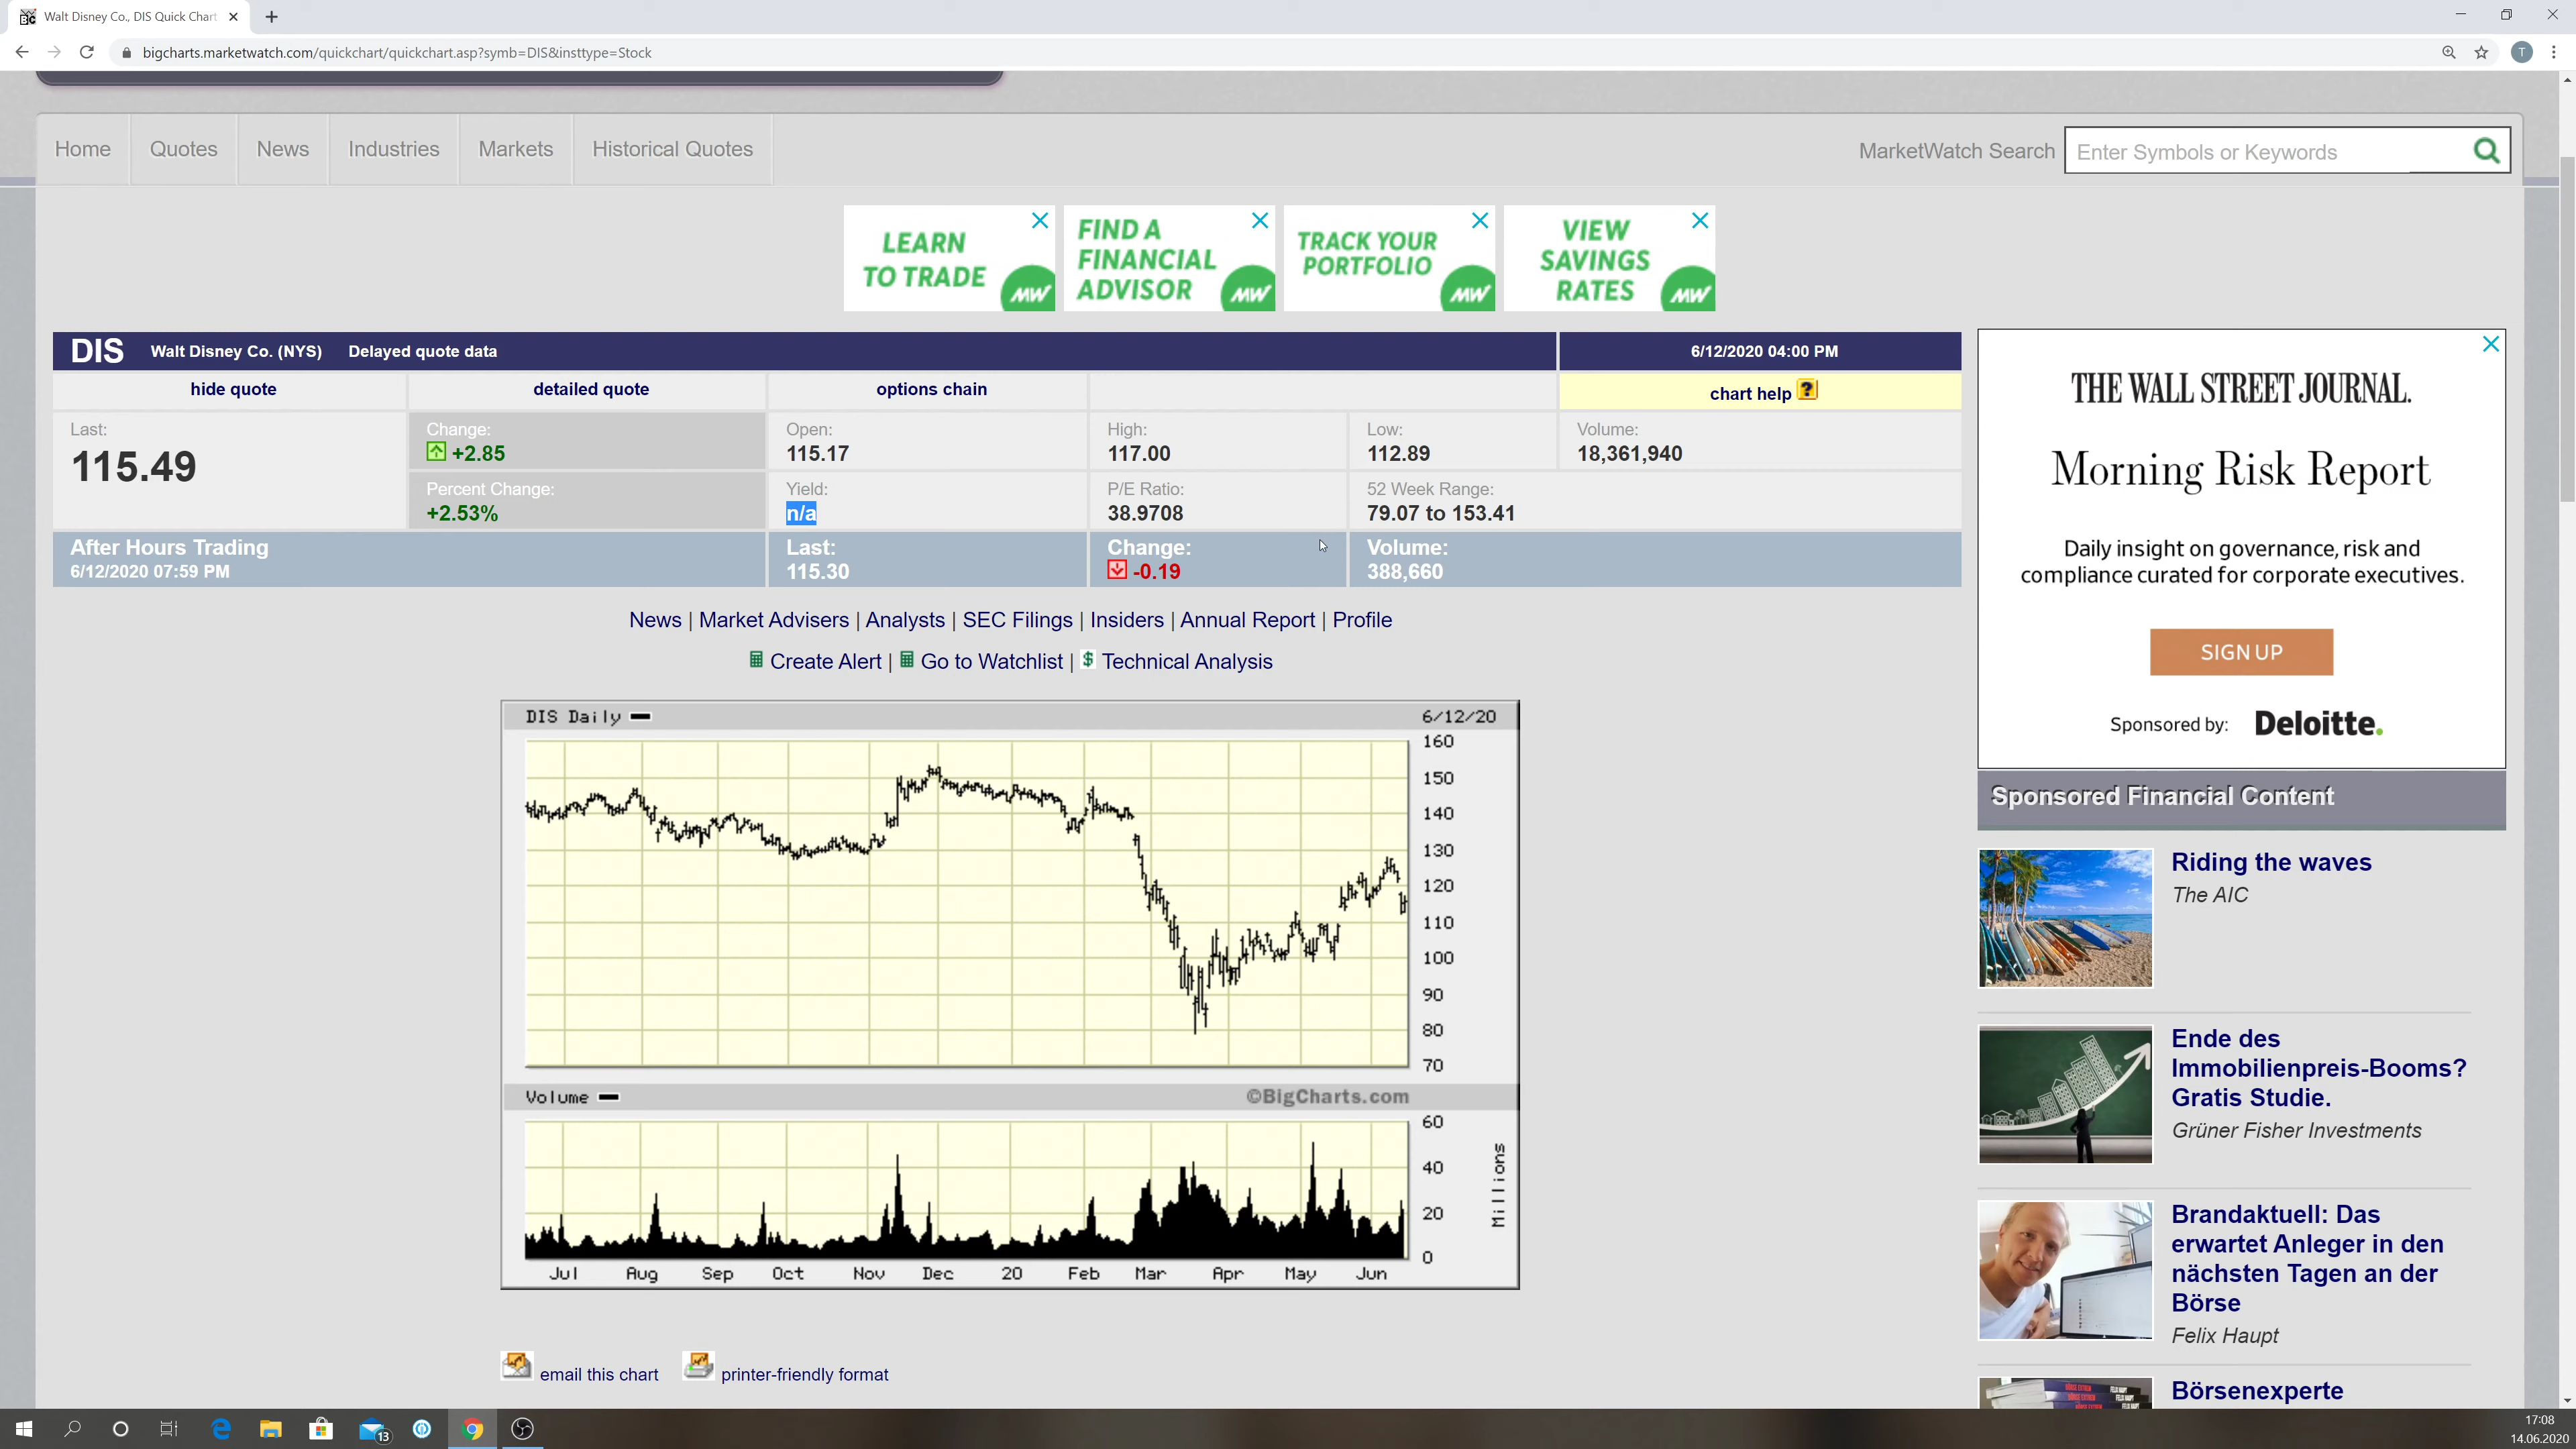 Walt Disney Co., DIS Quick Chart
bigcharts.marketwatch.com/quickchart/quickchart.asp?symb=DIS&insttype=Stock
T
Home Quotes News Industries Markets Historical Quotes
MarketWatch Search Enter Symbols or Keywords
LEARN
TO TRADE
MW
FIND A
FINANCIAL
ADVISOR
MW
TRACK YOUR
PORTFOLIO
MW
VIEW
SAVINGS
RATES
MW
DIS Walt Disney Co. (NYS) Delayed quote data 6/12/2020 04:00 PM
hide quote detailed quote options chain chart help ?
Last: Change: Open: High: Low: Volume:
115.49 +2.85 115.17 117.00 112.89 18,361,940
Percent Change: Yield: P/E Ratio: 52 Week Range:
+2.53% n/a 38.9708 79.07 to 153.41
After Hours Trading Last: Change: Volume:
6/12/2020 07:59 PM 115.30 -0.19 388,660
News | Market Advisers | Analysts | SEC Filings | Insiders | Annual Report | Profile
Create Alert | Go to Watchlist | $ Technical Analysis
DIS Daily 6/12/20
160
150
140
130
120
110
100
90
80
70
Volume ©BigCharts.com
60
40
20
0
Millions
Jul Aug Sep Oct Nov Dec 20 Feb Mar Apr May Jun
email this chart printer-friendly format
THE WALL STREET JOURNAL.
Morning Risk Report
Daily insight on governance, risk and
compliance curated for corporate executives.
SIGN UP
Sponsored by: Deloitte.
Sponsored Financial Content
Riding the waves
The AIC
Ende des
Immobilienpreis-Booms?
Gratis Studie.
Grüner Fisher Investments
Brandaktuell: Das
erwartet Anleger in den
nächsten Tagen an der
Börse
Felix Haupt
Börsenexperte
13
17:08
14.06.2020